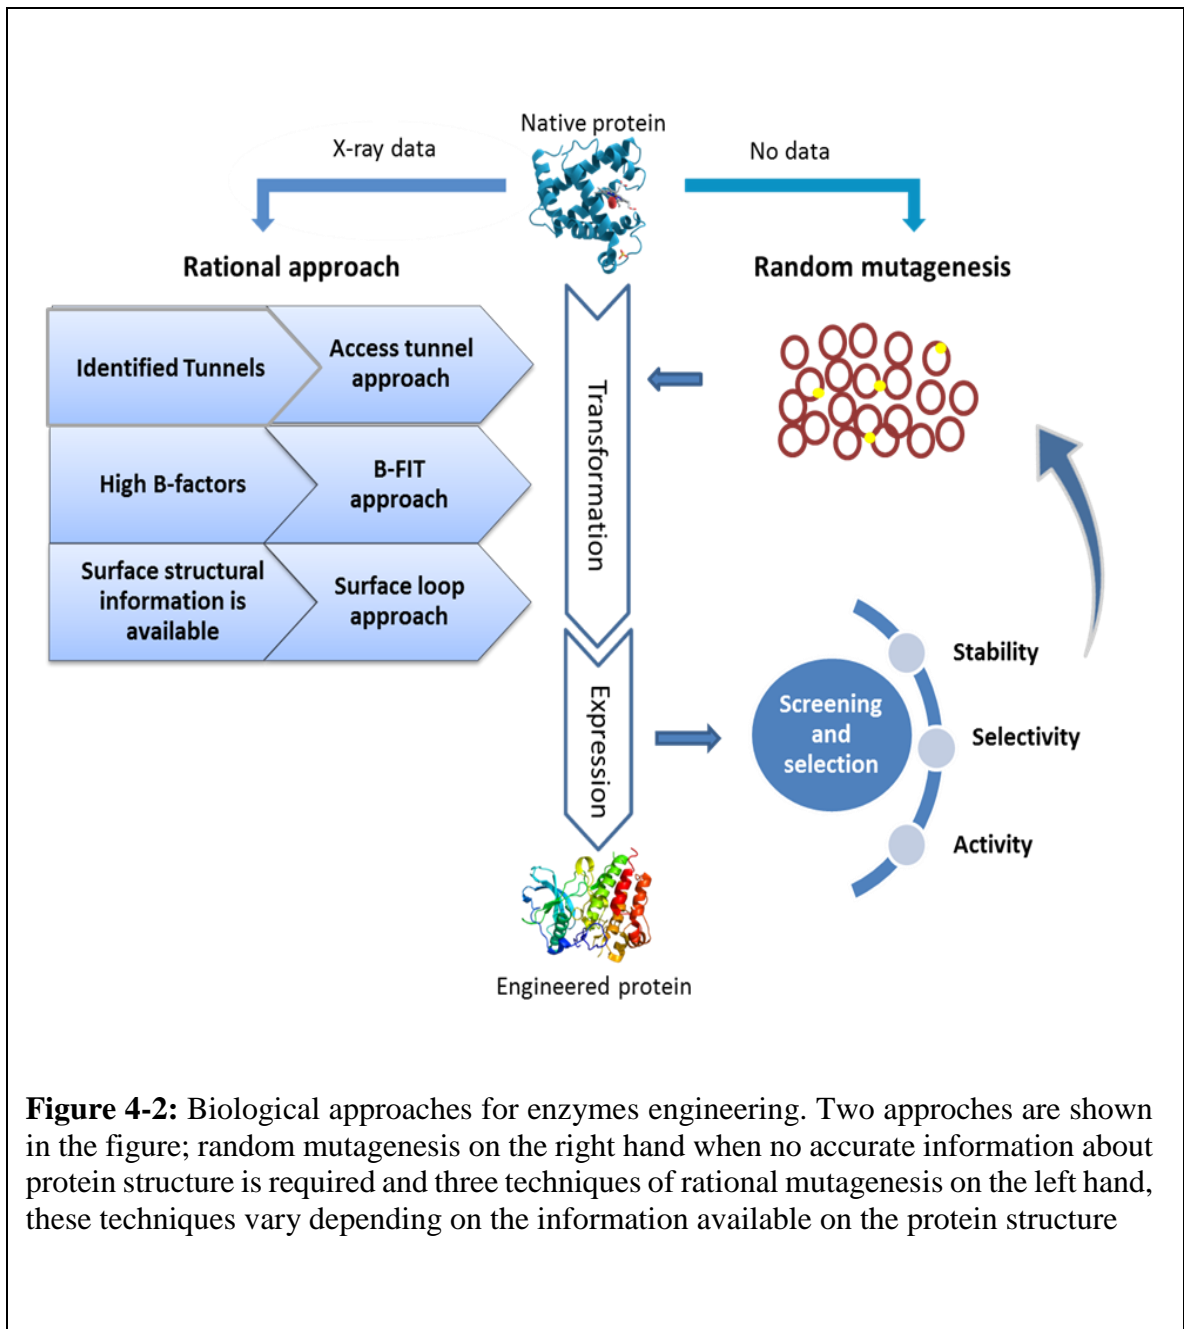 Native protein
X-ray data
No data
Rational approach
Random mutagenesis
Identified Tunnels
Access tunnel
approach
High B-factors
B-FIT
approach
Surface structural
information is
available
Surface loop
approach
Transformation
Expression
Screening
and
selection
Stability
Selectivity
Activity
Engineered protein
Figure 4-2: Biological approaches for enzymes engineering. Two approches are shown
in the figure; random mutagenesis on the right hand when no accurate information about
protein structure is required and three techniques of rational mutagenesis on the left hand,
these techniques vary depending on the information available on the protein structure